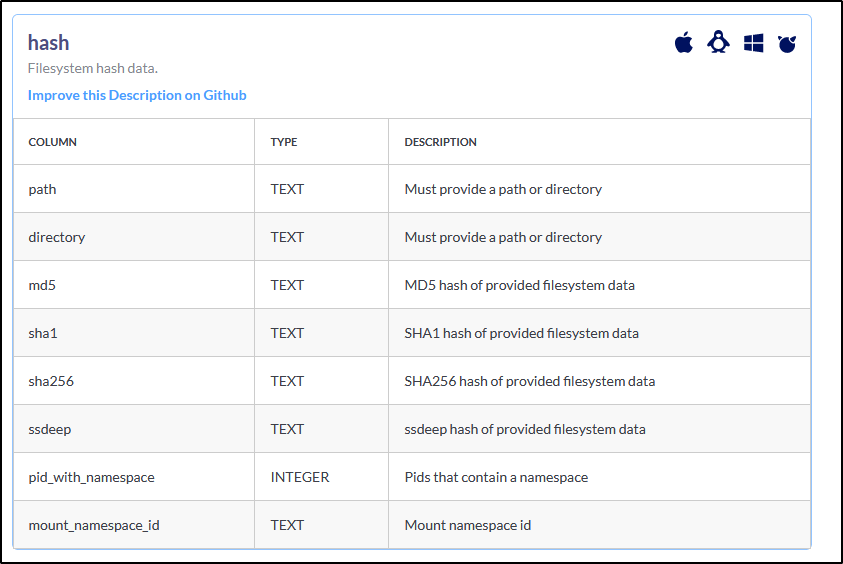 hash
Filesystem hash data.
Improve this Description on Github
COLUMN TYPE DESCRIPTION
path TEXT Must provide a path or directory
directory TEXT Must provide a path or directory
md5 TEXT MD5 hash of provided filesystem data
sha1 TEXT SHA1 hash of provided filesystem data
sha256 TEXT SHA256 hash of provided filesystem data
ssdeep TEXT ssdeep hash of provided filesystem data
pid_with_namespace INTEGER Pids that contain a namespace
mount_namespace_id TEXT Mount namespace id